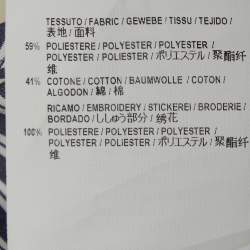 TESSUTO / FABRIC / GEWEBE / TISSU / TEJIDO /
表地 / 面料
59% POLIESTERE / POLYESTER / POLYESTER /
POLYESTER / POLIESTER / ポリエステル / 聚酯纤
维
41% COTONE / COTTON / BAUMWOLLE / COTON /
ALGODON / 綿 / 棉
RICAMO / EMBROIDERY / STICKEREI / BRODERIE /
BORDADO / ししゅう部分 / 绣花
100% POLIESTERE / POLYESTER / POLYESTER /
POLYESTER / POLIESTER / ポリエステル / 聚酯纤
维